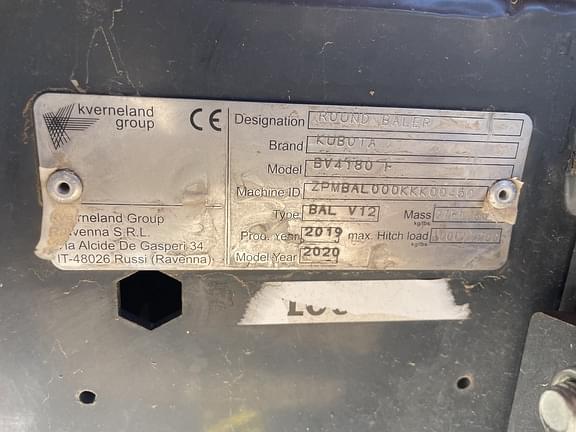 kverneland
group
CE
Designation ROUND BALER
Brand KUBOTA
Model BV4180 F
Machine ID
Type BAL V12 Mass kg/lbs
Prod. Year 2019 max. Hitch load kg/lbs
Model Year 2020
Kverneland Group
Ravenna S.R.L.
Via Alcide De Gasperi 34
IT-48026 Russi (Ravenna)